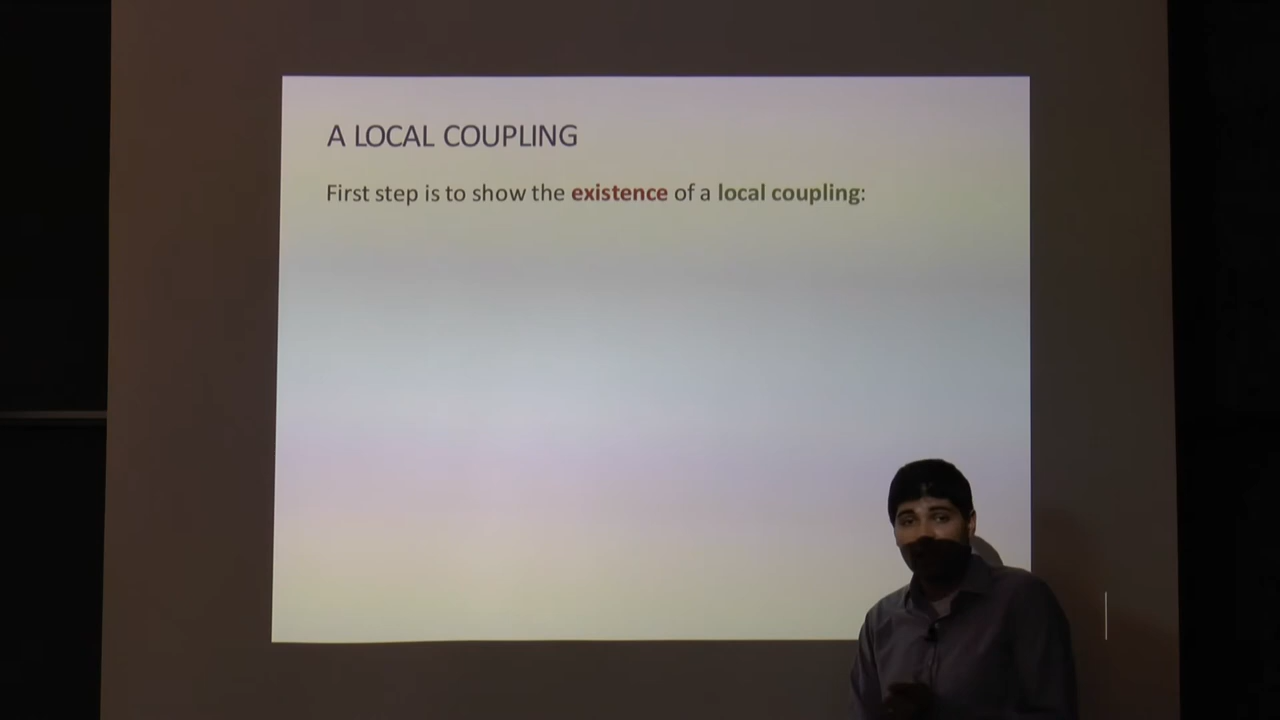 A LOCAL COUPLING
First step is to show the existence of a local coupling: